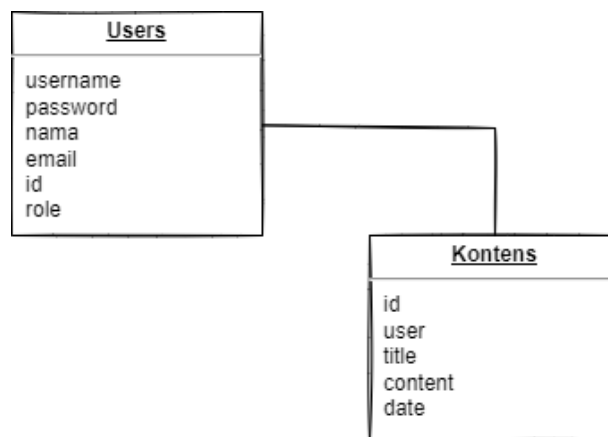 Users
username
password
nama
email
id
role
Kontens
id
user
title
content
date